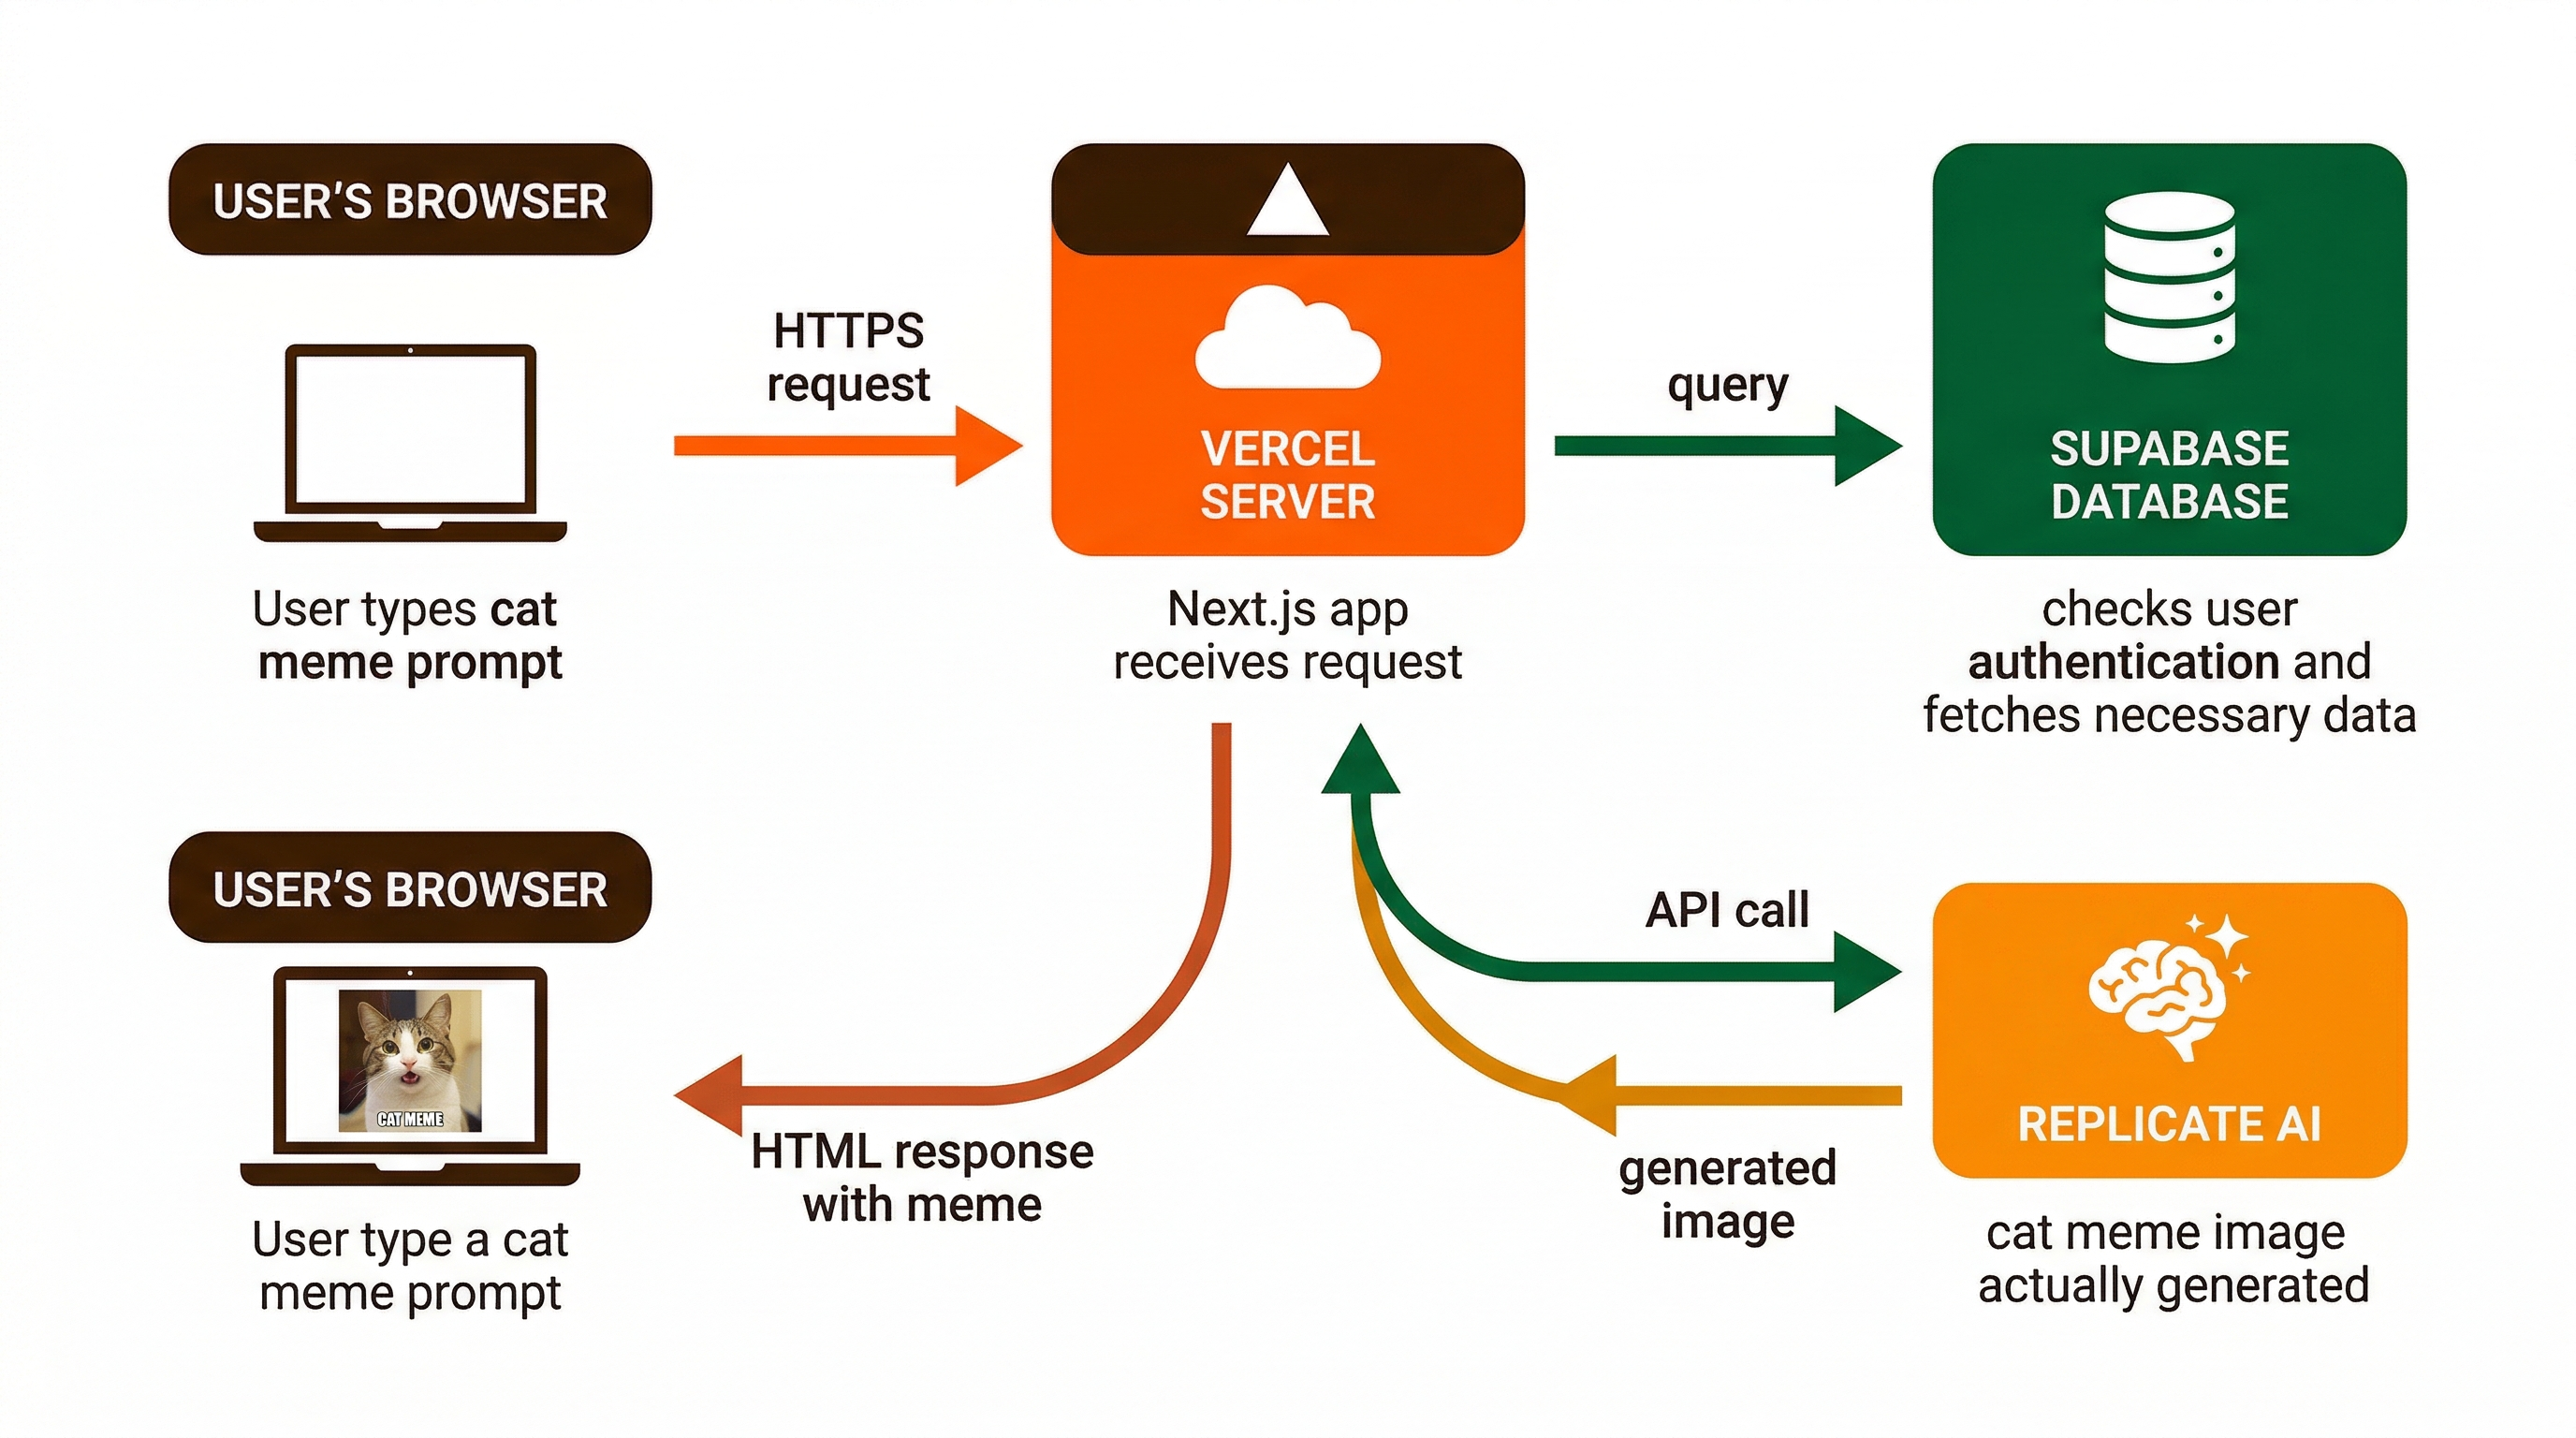 USER'S BROWSER
User types cat
meme prompt
HTTPS
request
VERCEL
SERVER
Next.js app
receives request
query
SUPABASE
DATABASE
checks user
authentication and
fetches necessary data
USER'S BROWSER
CAT MEME
User type a cat
meme prompt
HTML response
with meme
API call
generated
image
REPLICATE AI
cat meme image
actually generated